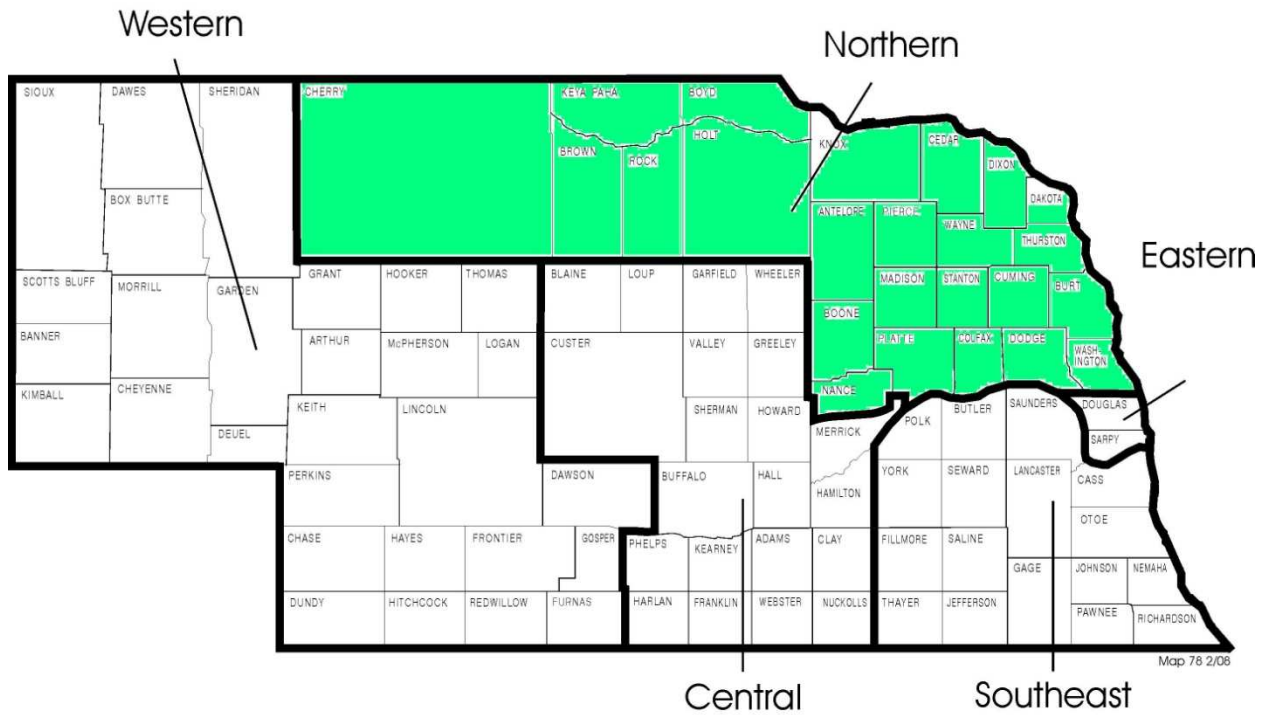 Western
Northern
Eastern
SIOUX
DAWES
SHERIDAN
CHERRY
KEYA PAHA
BOYD
HOLT
BROWN
ROCK
KNOX
CEDAR
DIXON
DAKOTA
BOX BUTTE
ANTELORE
PIERCE
WAYNE
THURSTON
SCOTTS BLUFF
MORRILL
GARDEN
GRANT
HOOKER
THOMAS
BLAINE
LOUP
GARFIELD
WHEELER
MADISON
STANTON
CUMING
BURT
BANNER
ARTHUR
McPHERSON
LOGAN
CUSTER
VALLEY
GREELEY
BOONE
PLATTE
COLFAX
DODGE
WASH-
INGTON
KIMBALL
CHEYENNE
DEUEL
KEITH
LINCOLN
SHERMAN
HOWARD
NANCE
MERRICK
POLK
BUTLER
SAUNDERS
DOUGLAS
SARPY
PERKINS
DAWSON
BUFFALO
HALL
HAMILTON
YORK
SEWARD
LANCASTER
CASS
OTOE
CHASE
HAYES
FRONTIER
GOSPER
PHELPS
KEARNEY
ADAMS
CLAY
FILLMORE
SALINE
GAGE
JOHNSON
NEMAHA
DUNDY
HITCHCOCK
REDWILLOW
FURNAS
HARLAN
FRANKLIN
WEBSTER
NUCKOLLS
THAYER
JEFFERSON
PAWNEE
RICHARDSON
Map 78 2/08
Central
Southeast